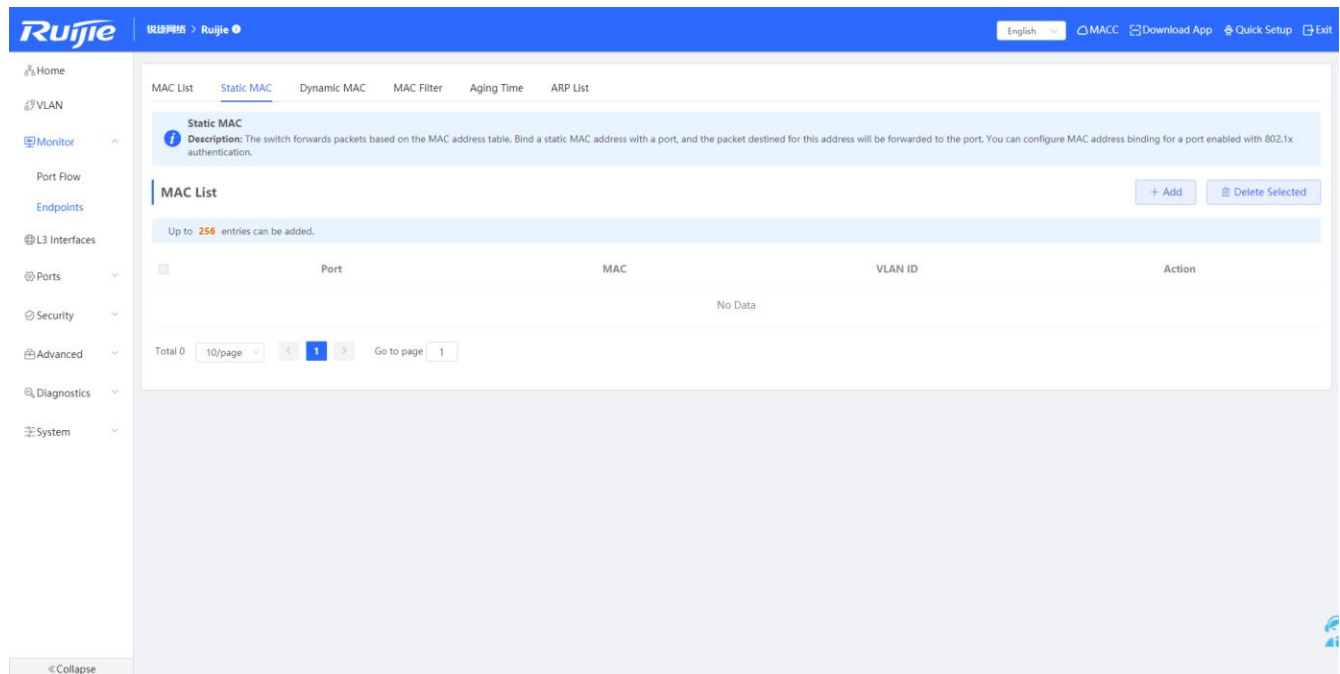 Ruijie
锐捷网络 > Ruijie
English MACC Download App Quick Setup Exit
Home
VLAN
Monitor
Port Flow
Endpoints
L3 Interfaces
Ports
Security
Advanced
Diagnostics
System
«Collapse
MAC List Static MAC Dynamic MAC MAC Filter Aging Time ARP List
Static MAC
Description: The switch forwards packets based on the MAC address table. Bind a static MAC address with a port, and the packet destined for this address will be forwarded to the port. You can configure MAC address binding for a port enabled with 802.1x
authentication.
MAC List
+ Add Delete Selected
Up to 256 entries can be added.
Port MAC VLAN ID Action
No Data
Total 0 10/page < 1 > Go to page 1